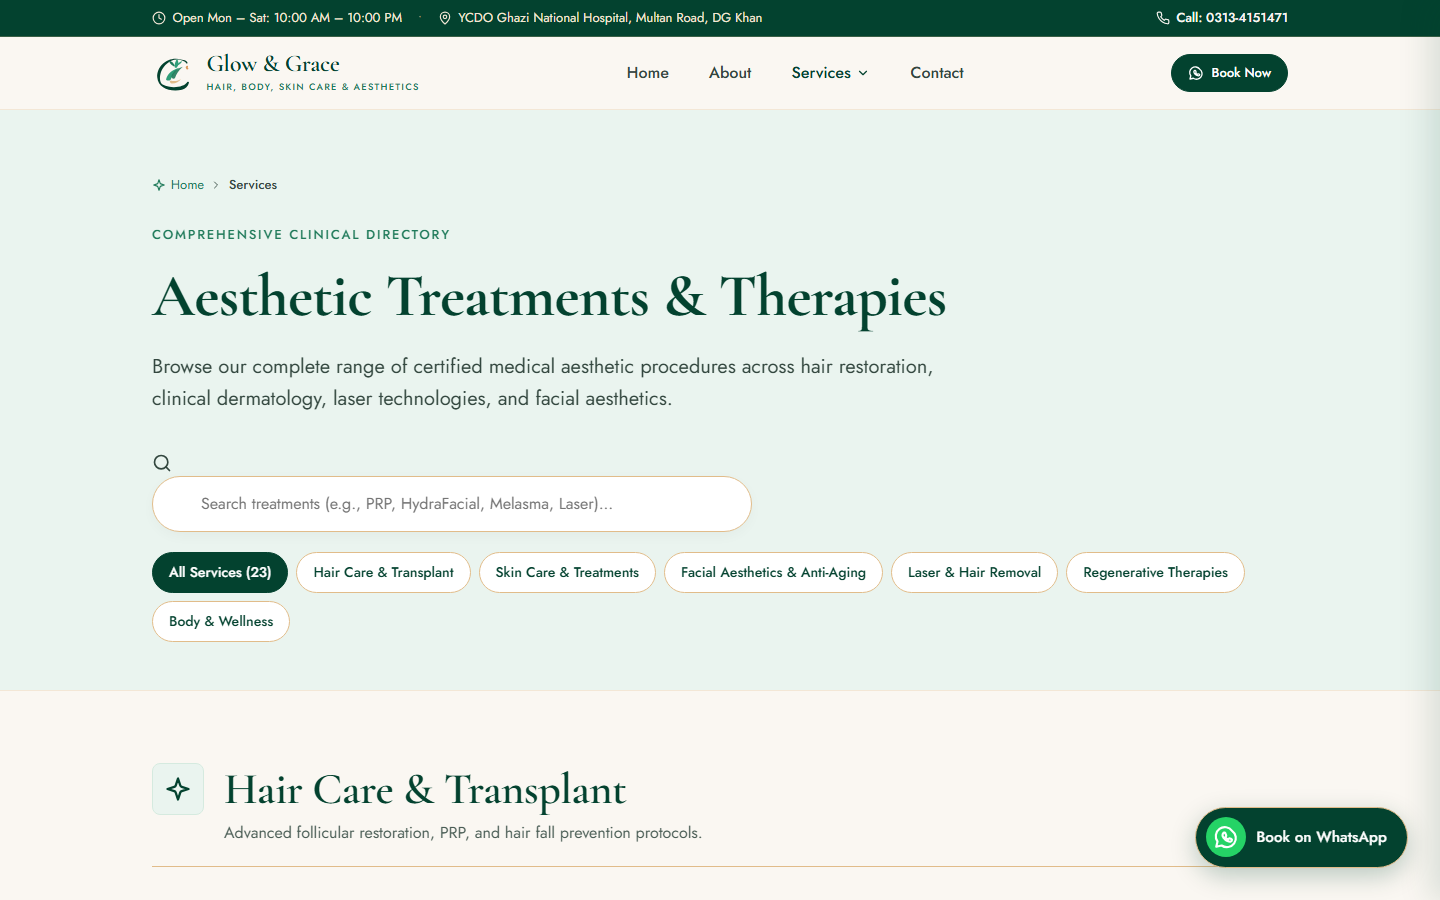 Open Mon – Sat: 10:00 AM – 10:00 PM · YCDO Ghazi National Hospital, Multan Road, DG Khan Call: 0313-4151471
Glow & Grace
HAIR, BODY, SKIN CARE & AESTHETICS
Home About Services Contact
Book Now
Home > Services
COMPREHENSIVE CLINICAL DIRECTORY
Aesthetic Treatments & Therapies
Browse our complete range of certified medical aesthetic procedures across hair restoration,
clinical dermatology, laser technologies, and facial aesthetics.
Search treatments (e.g., PRP, HydraFacial, Melasma, Laser)...
All Services (23) Hair Care & Transplant Skin Care & Treatments Facial Aesthetics & Anti-Aging Laser & Hair Removal Regenerative Therapies
Body & Wellness
Hair Care & Transplant
Advanced follicular restoration, PRP, and hair fall prevention protocols.
Book on WhatsApp